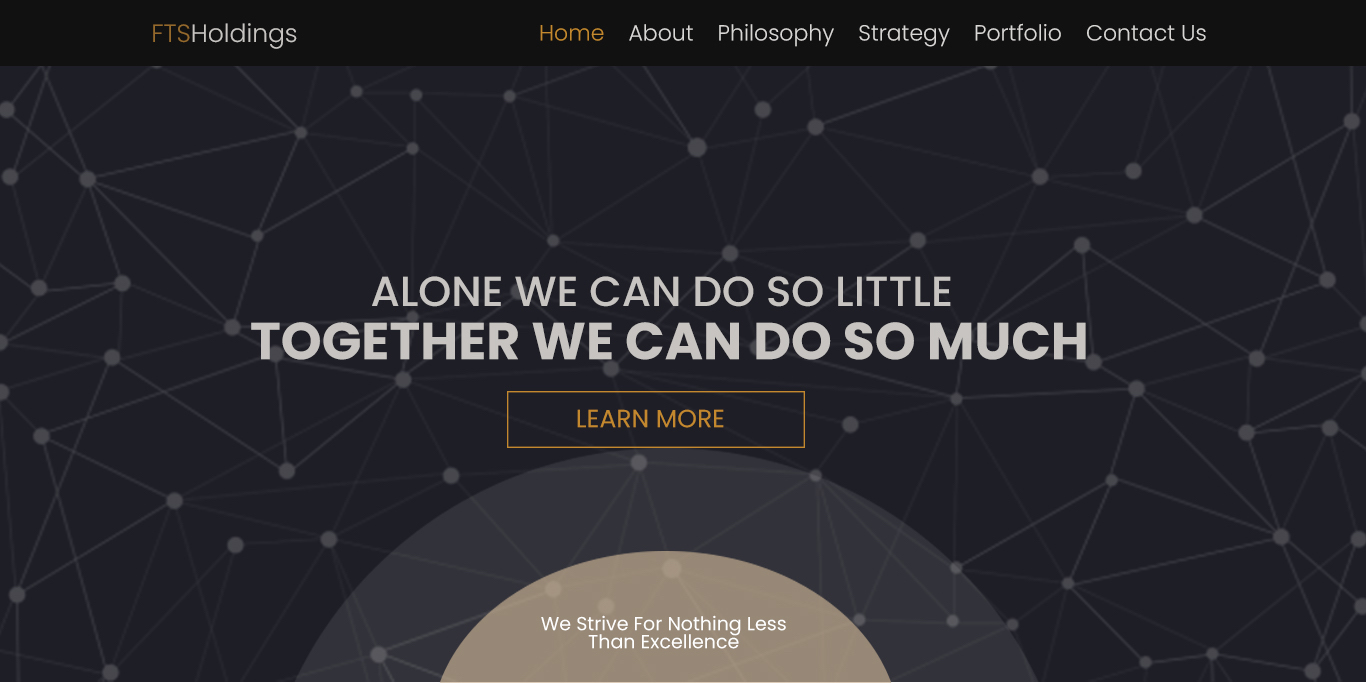 FTSHoldings
Home About Philosophy Strategy Portfolio Contact Us
ALONE WE CAN DO SO LITTLE
TOGETHER WE CAN DO SO MUCH
LEARN MORE
We Strive For Nothing Less
Than Excellence